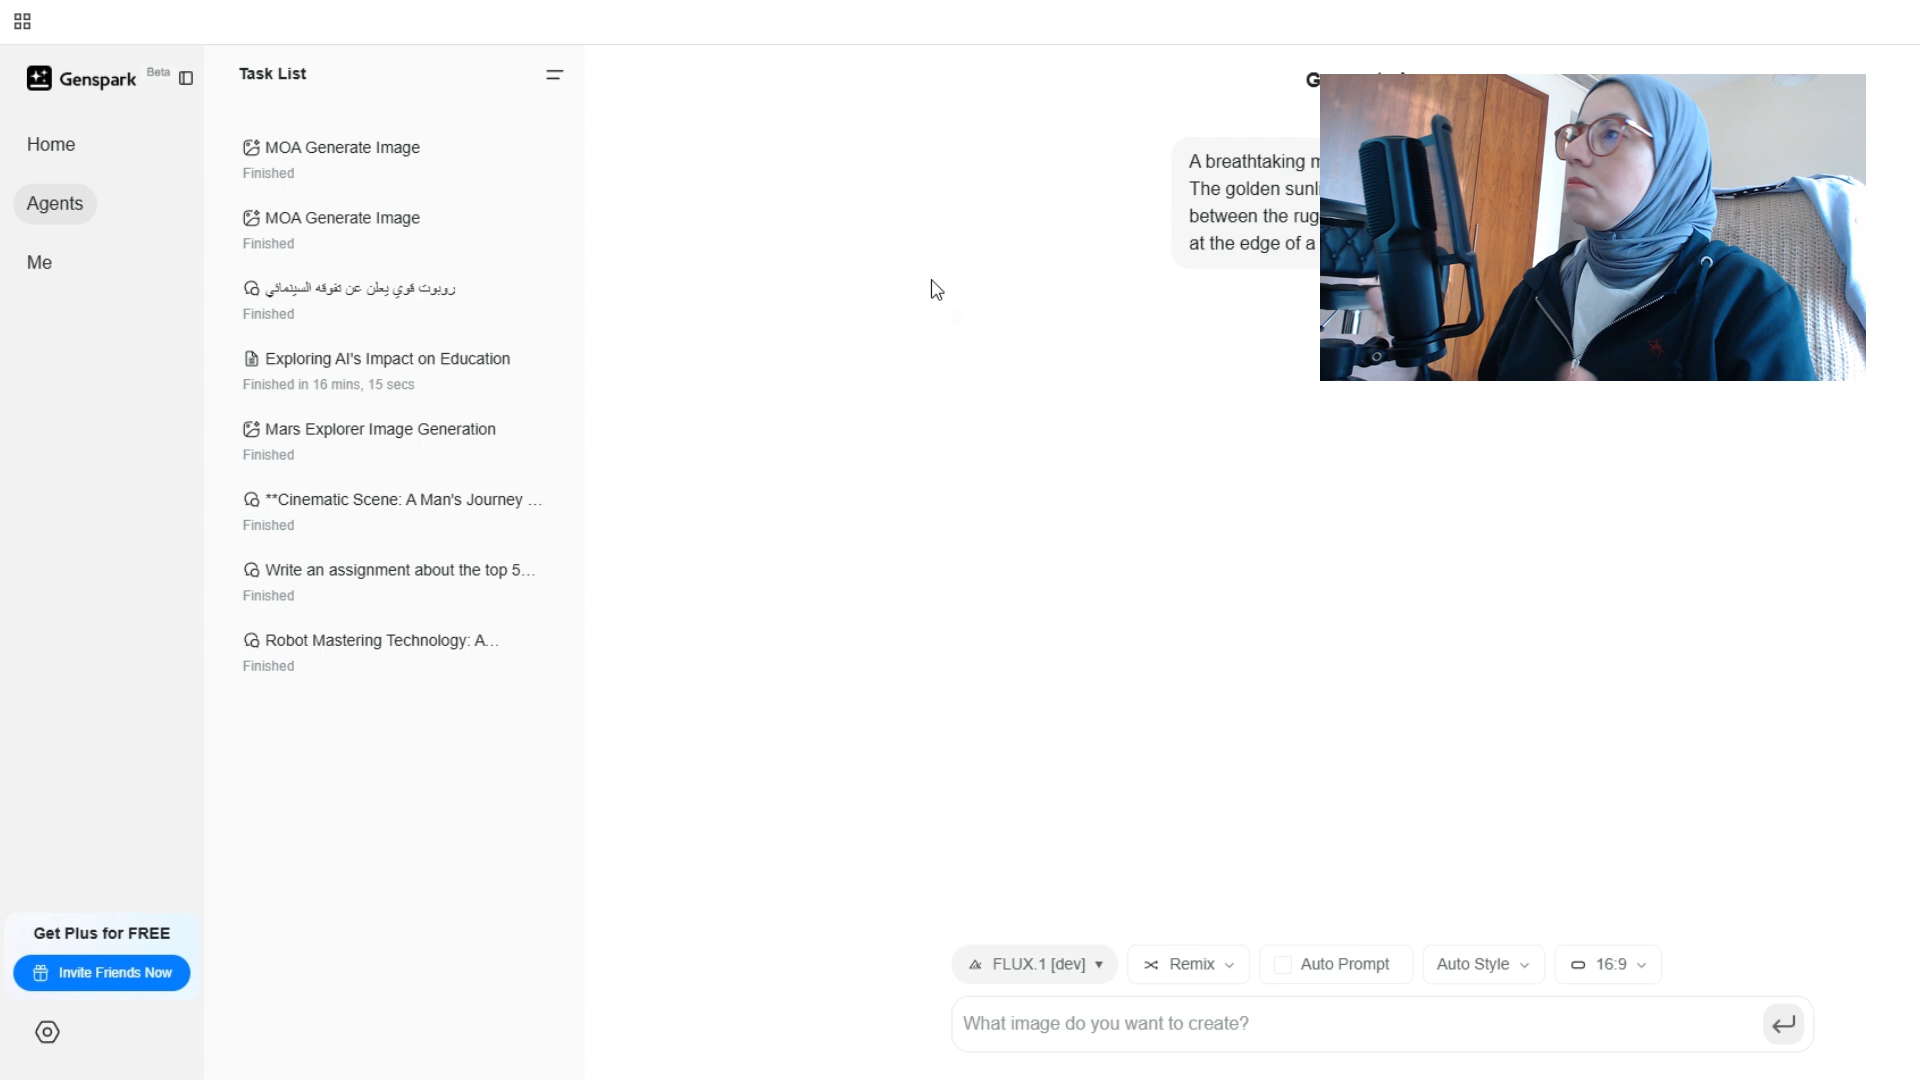 Genspark Beta
Home
Agents
Me
Get Plus for FREE
Invite Friends Now
Task List
MOA Generate Image
Finished
MOA Generate Image
Finished
روبوت قوي يعلن عن تفوقه السينمائي
Finished
Exploring AI's Impact on Education
Finished in 16 mins, 15 secs
Mars Explorer Image Generation
Finished
**Cinematic Scene: A Man's Journey ...
Finished
Write an assignment about the top 5...
Finished
Robot Mastering Technology: A...
Finished
A breathtaking
The golden
between the
at the edge of a
FLUX.1 [dev]
Remix
Auto Prompt
Auto Style
16:9
What image do you want to create?